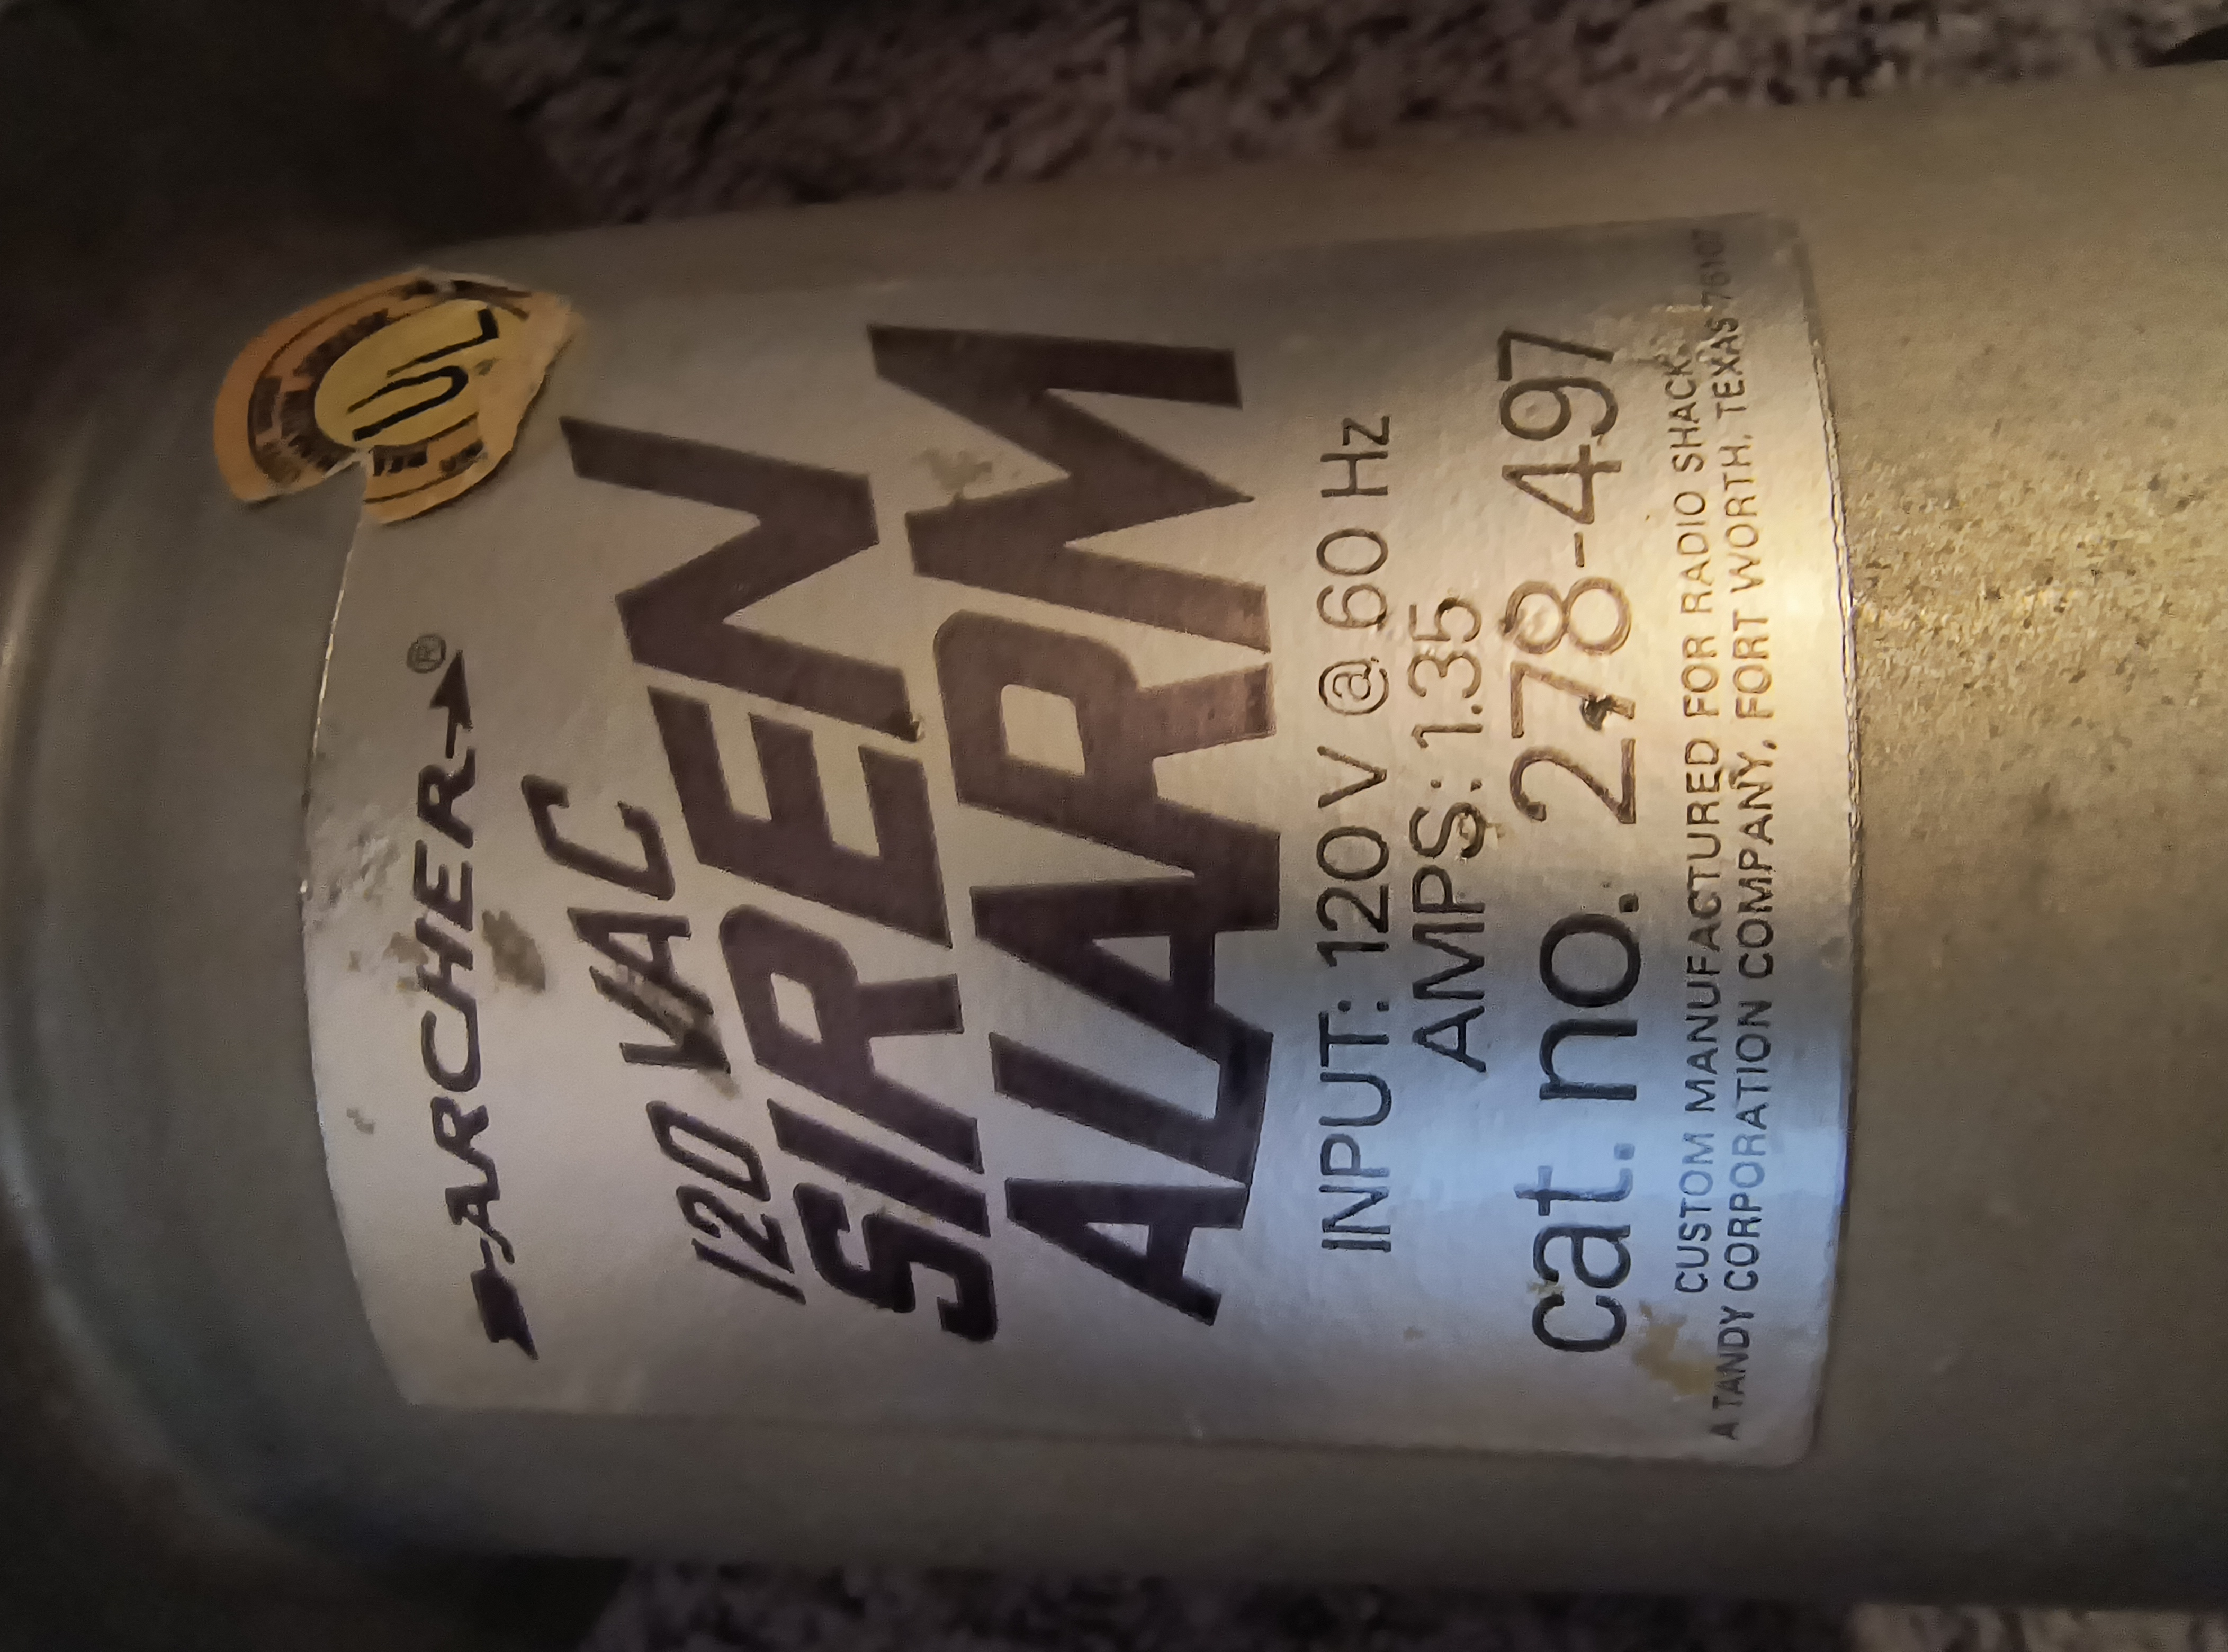 UL
ARCHER®
120 VAC
SIREN
ALARM
INPUT: 120 V @ 60 Hz
AMPS: 1.35
cat. no. 278-497
CUSTOM MANUFACTURED FOR RADIO SHACK
A TANDY CORPORATION COMPANY, FORT WORTH, TEXAS 76107